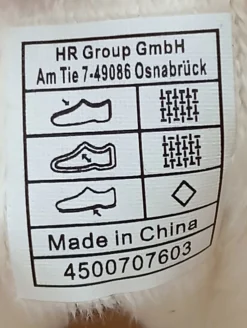 HR Group GmbH
Am Tie 7·49086 Osnabrück
Made in China
4500707603